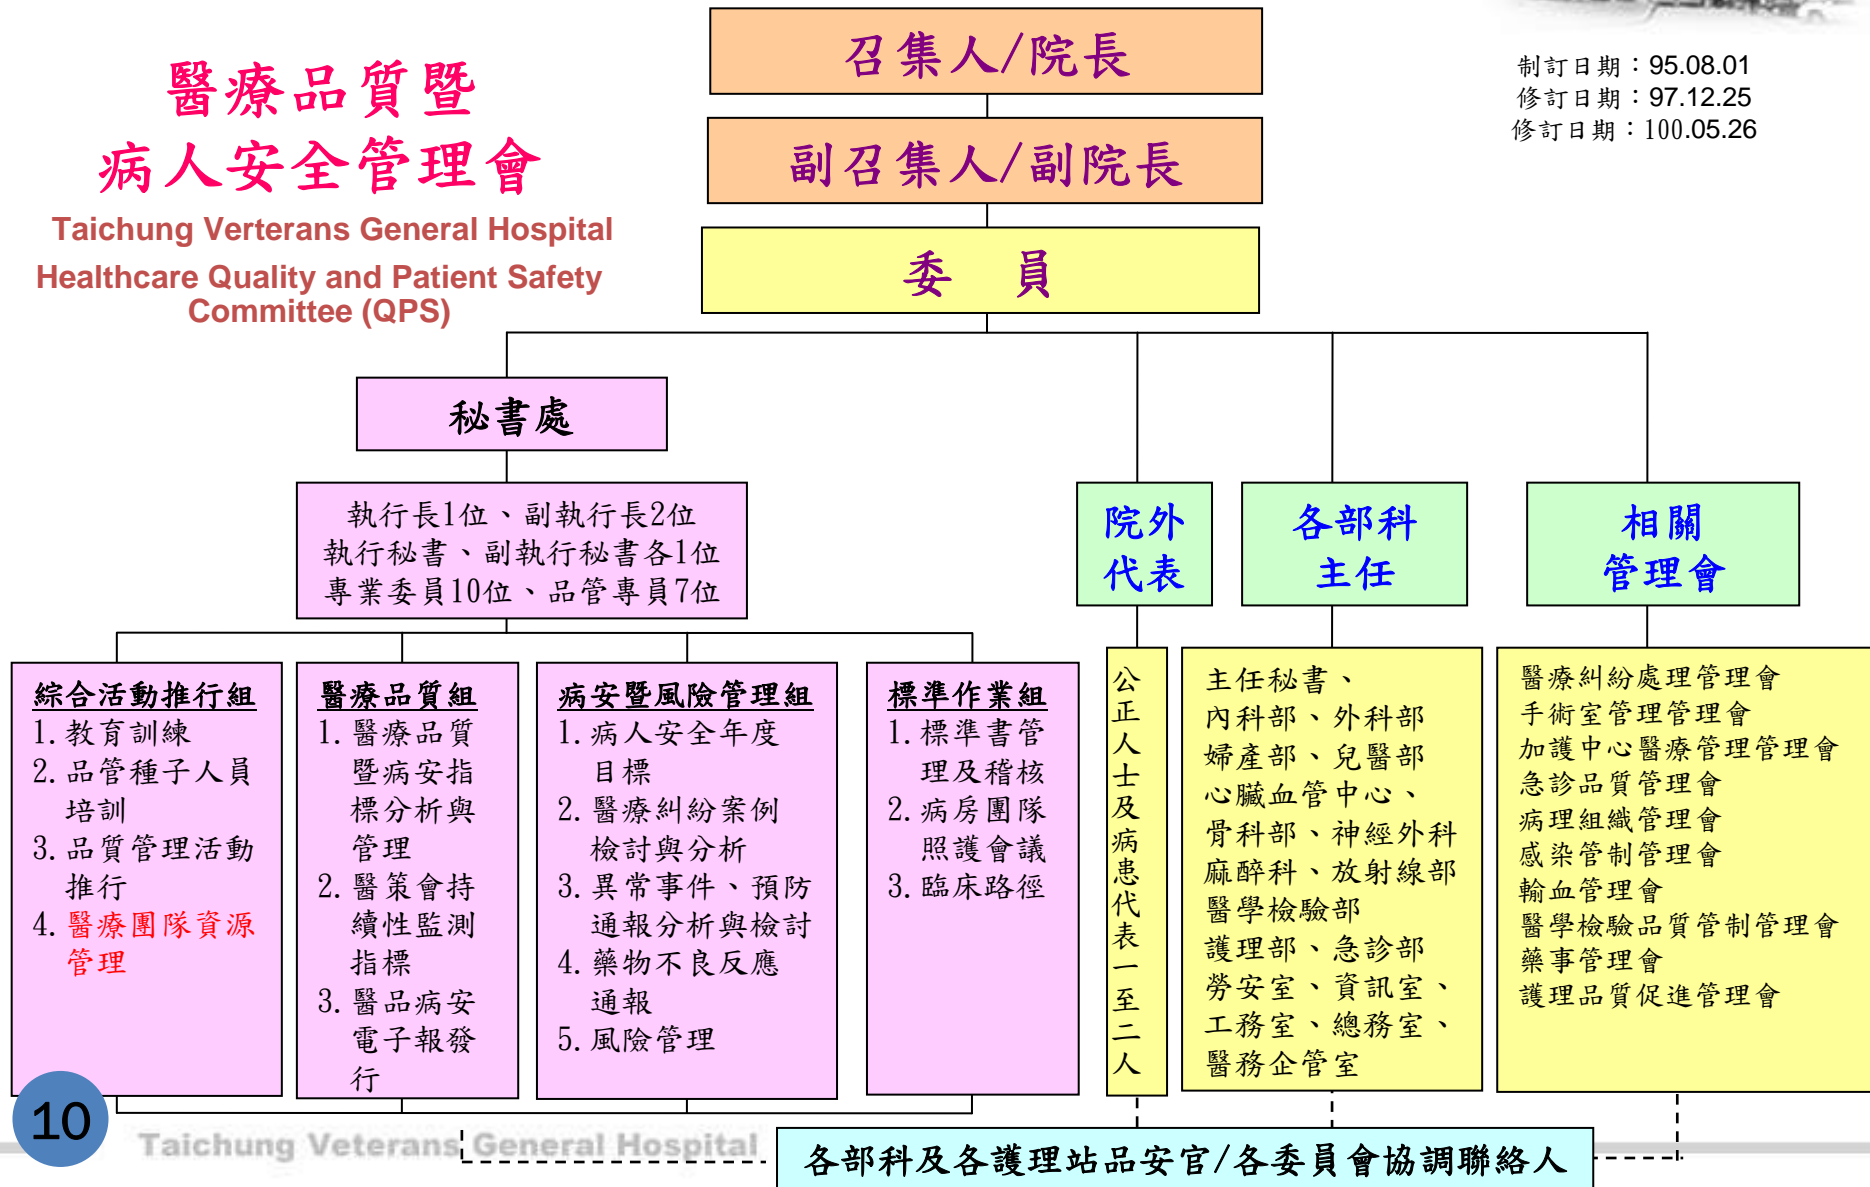 醫療品質暨
病人安全管理會
Taichung Verterans General Hospital
Healthcare Quality and Patient Safety
Committee (QPS)
召集人/院長
副召集人/副院長
委　員
制訂日期：95.08.01
修訂日期：97.12.25
修訂日期：100.05.26
秘書處
執行長1位、副執行長2位
執行秘書、副執行秘書各1位
專業委員10位、品管專員7位
院外
代表
各部科
主任
相關
管理會
綜合活動推行組
1. 教育訓練
2. 品管種子人員
培訓
3. 品質管理活動
推行
4. 醫療團隊資源
管理
醫療品質組
1. 醫療品質
暨病安指
標分析與
管理
2. 醫策會持
續性監測
指標
3. 醫品病安
電子報發
行
病安暨風險管理組
1. 病人安全年度
目標
2. 醫療糾紛案例
檢討與分析
3. 異常事件、預防
通報分析與檢討
4. 藥物不良反應
通報
5. 風險管理
標準作業組
1. 標準書管
理及稽核
2. 病房團隊
照護會議
3. 臨床路徑
公正人士及病患代表一至二人
主任秘書、
內科部、外科部
婦產部、兒醫部
心臟血管中心、
骨科部、神經外科
麻醉科、放射線部
醫學檢驗部
護理部、急診部
勞安室、資訊室、
工務室、總務室、
醫務企管室
醫療糾紛處理管理會
手術室管理管理會
加護中心醫療管理管理會
急診品質管理會
病理組織管理會
感染管制管理會
輸血管理會
醫學檢驗品質管制管理會
藥事管理會
護理品質促進管理會
10
Taichung Veterans General Hospital
各部科及各護理站品安官/各委員會協調聯絡人